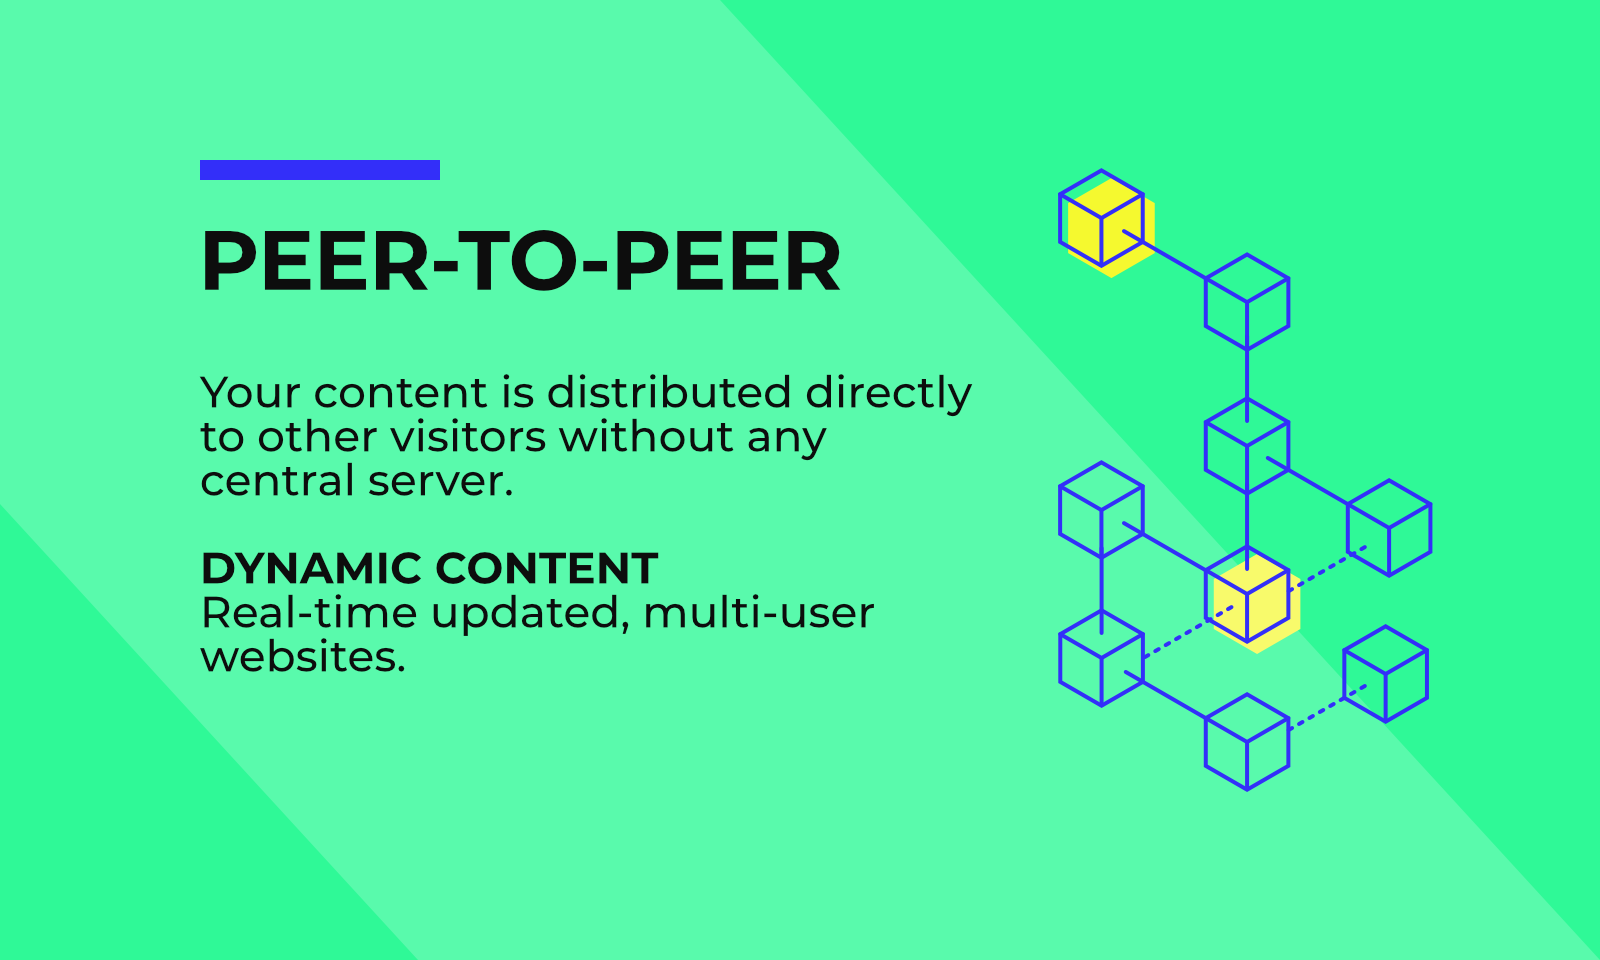 PEER-TO-PEER
Your content is distributed directly
to other visitors without any
central server.
DYNAMIC CONTENT
Real-time updated, multi-user
websites.